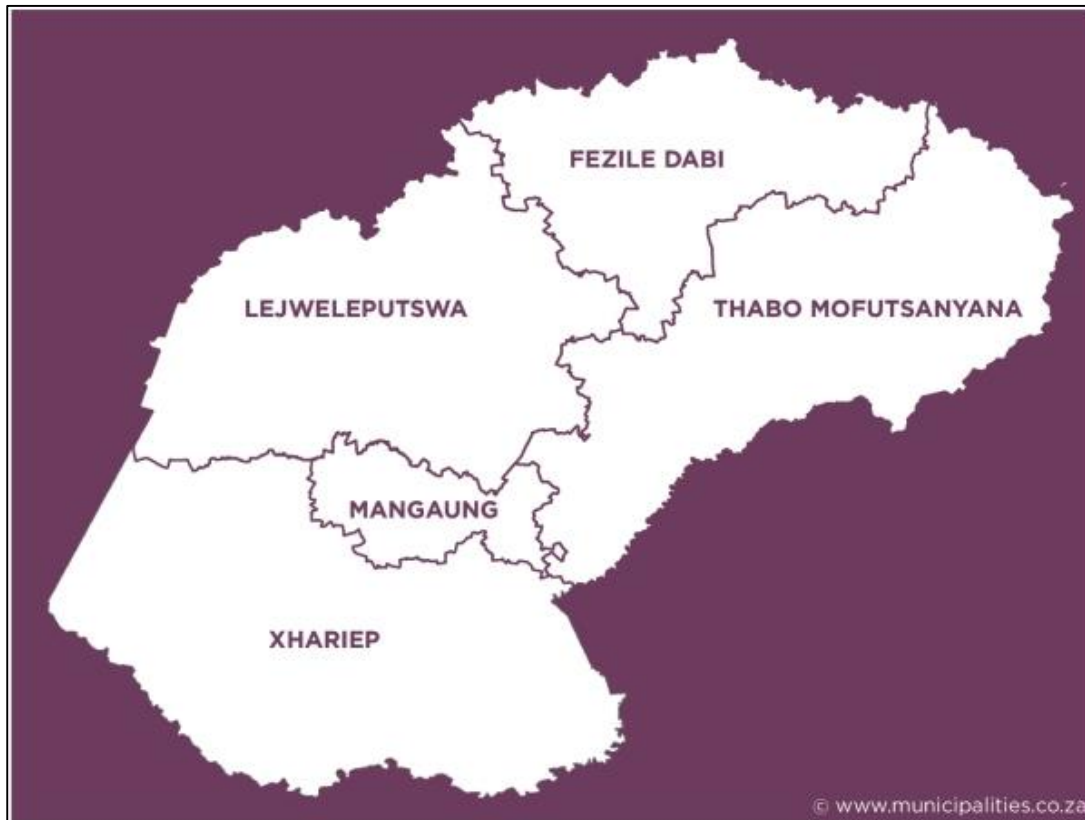 FEZILE DABI
LEJWELEPUTSWA
THABO MOFUTSANYANA
MANGAUNG
XHARIEP
© www.municipalities.co.za